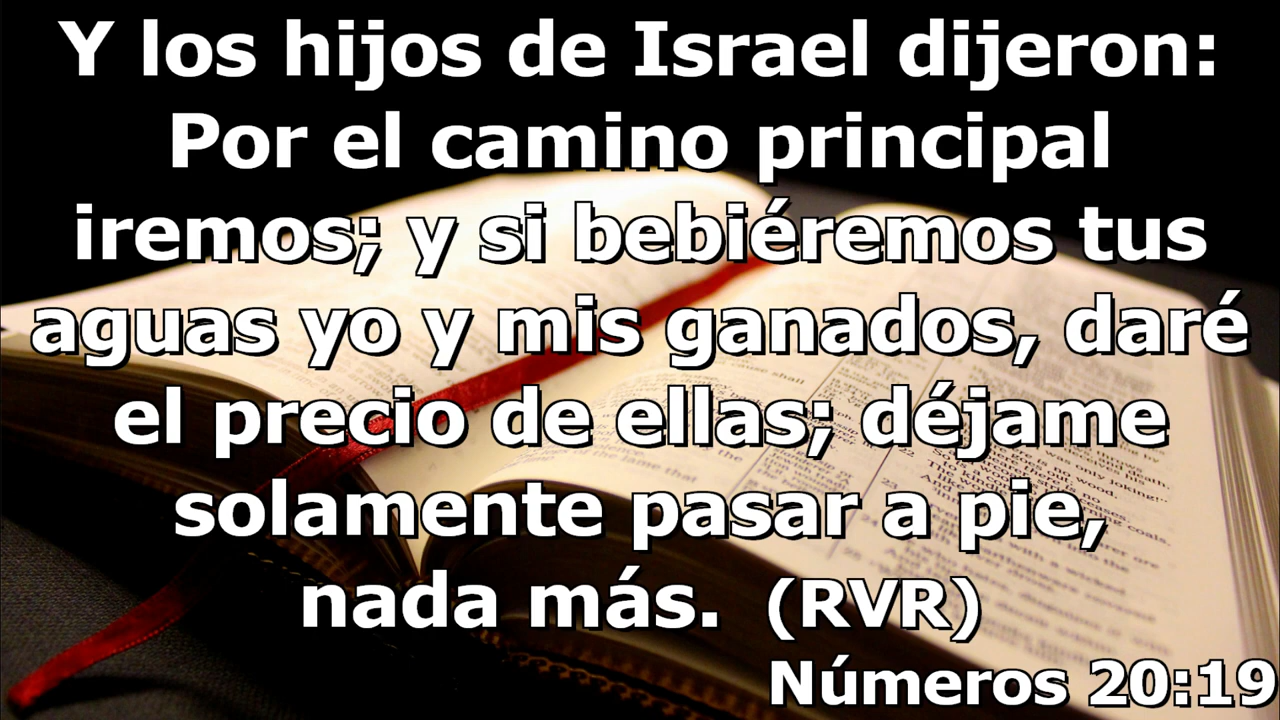 Y los hijos de Israel dijeron:
Por el camino principal
iremos; y si bebiéremos tus
aguas yo y mis ganados, daré
el precio de ellas; déjame
solamente pasar a pie,
nada más. (RVR)
Números 20:19